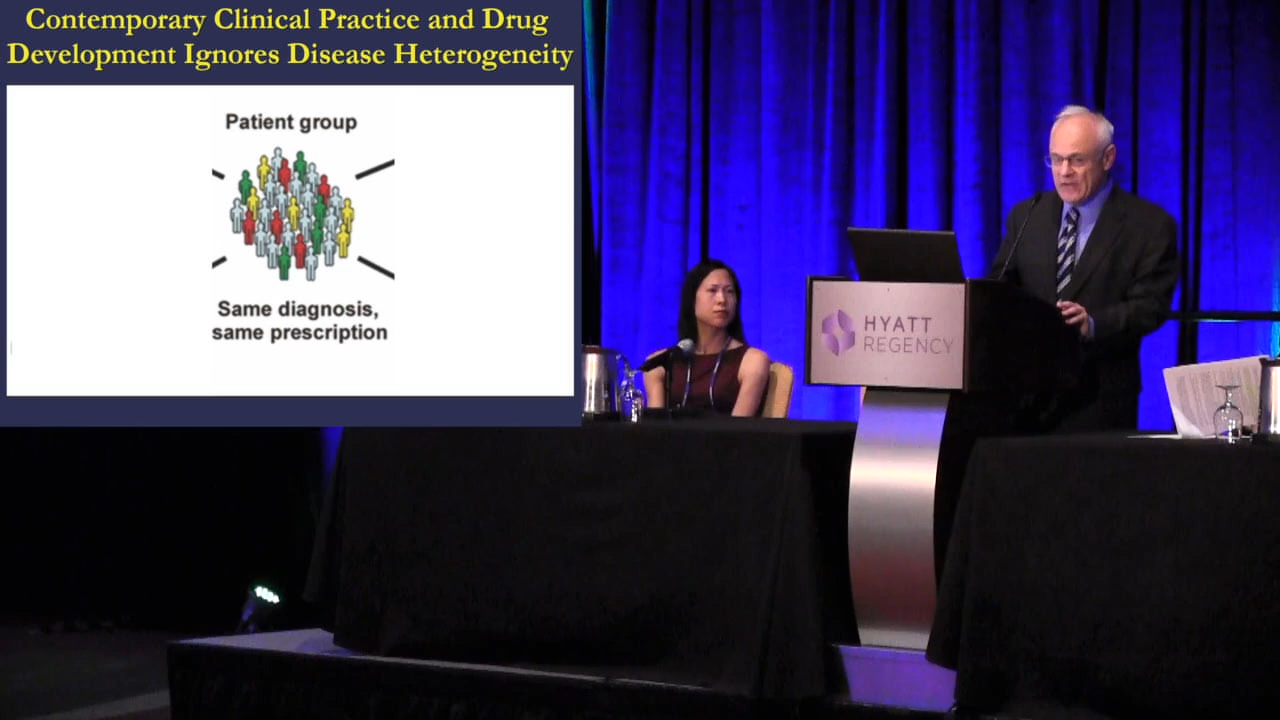 Contemporary Clinical Practice and Drug
Development Ignores Disease Heterogeneity
Patient group
Same diagnosis,
same prescription
HYATT
REGENCY